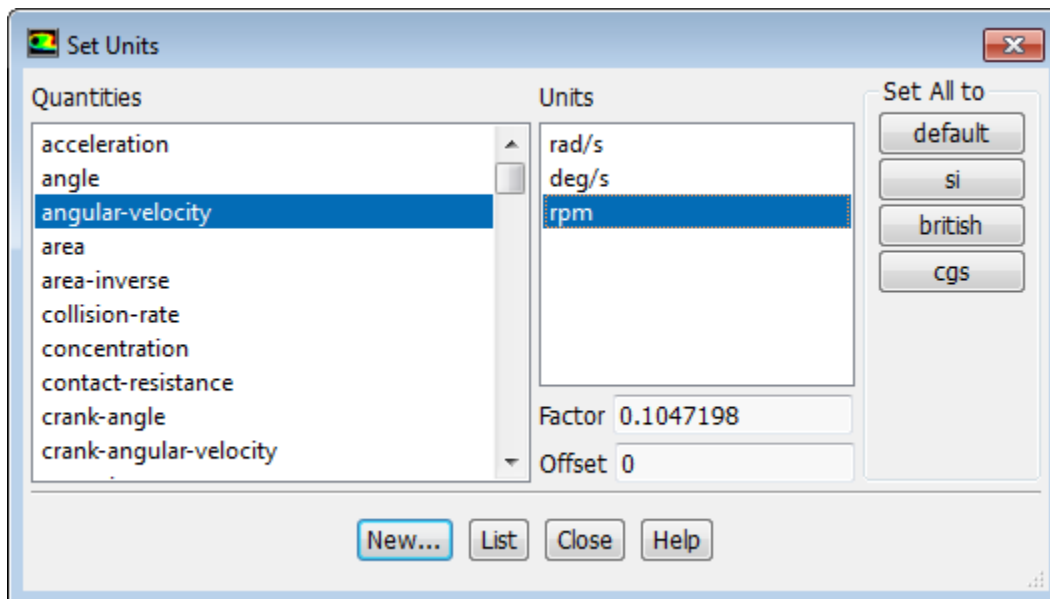 Set Units
Quantities
acceleration
angle
angular-velocity
area
area-inverse
collision-rate
concentration
contact-resistance
crank-angle
crank-angular-velocity
Units
rad/s
deg/s
rpm
Factor 0.1047198
Offset 0
Set All to
default
si
british
cgs
New... List Close Help